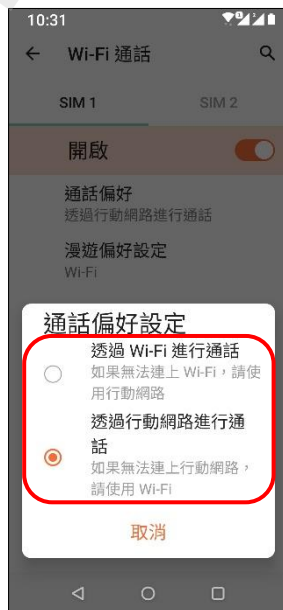 10:31
Wi-Fi 通話
SIM 1 SIM 2
開啟
通話偏好
透過行動網路進行通話
漫遊偏好設定
Wi-Fi
通話偏好設定
透過 Wi-Fi 進行通話
如果無法連上 Wi-Fi，請使
用行動網路
透過行動網路進行通
話
如果無法連上行動網路，
請使用 Wi-Fi
取消